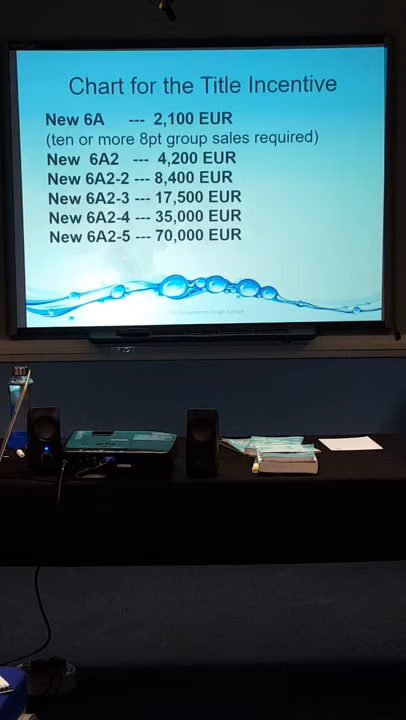 Chart for the Title Incentive
New 6A --- 2,100 EUR
(ten or more 8pt group sales required)
New 6A2 --- 4,200 EUR
New 6A2-2 --- 8,400 EUR
New 6A2-3 --- 17,500 EUR
New 6A2-4 --- 35,000 EUR
New 6A2-5 --- 70,000 EUR
Europe